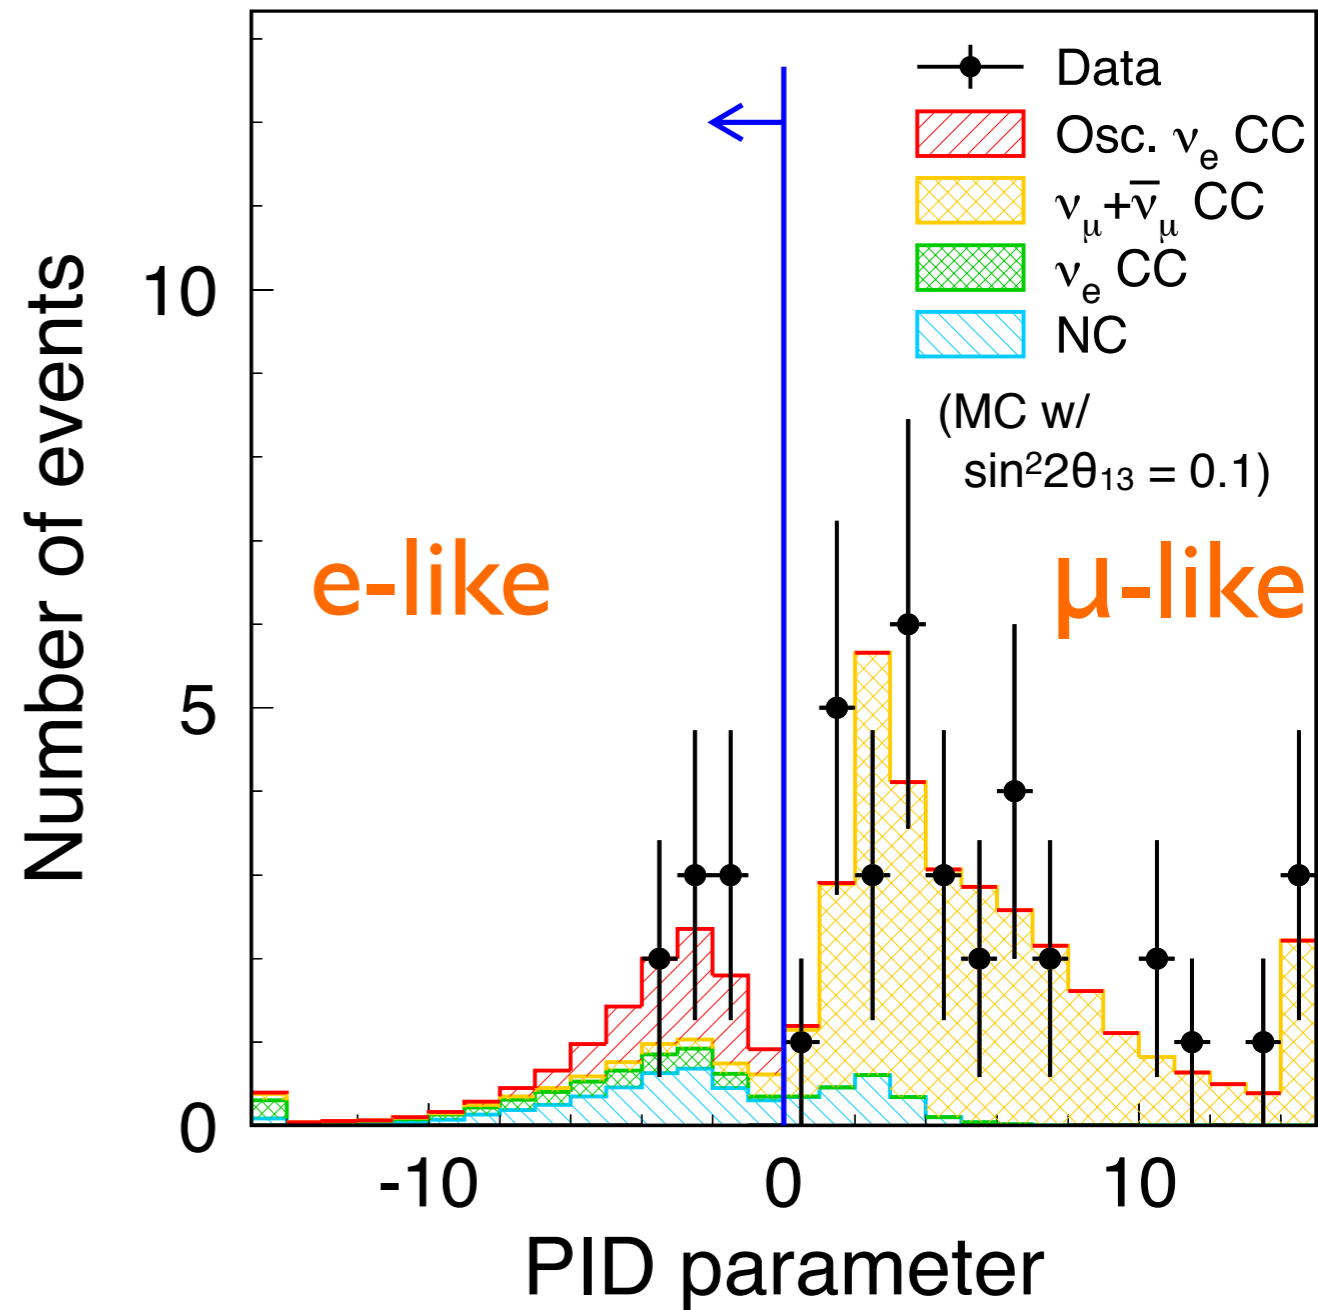 Data
Osc. νe CC
νμ+ν̅μ CC
νe CC
NC
(MC w/
sin²2θ₁₃ = 0.1)
e-like
μ-like
10
5
0
-10
0
10
Number of events
PID parameter